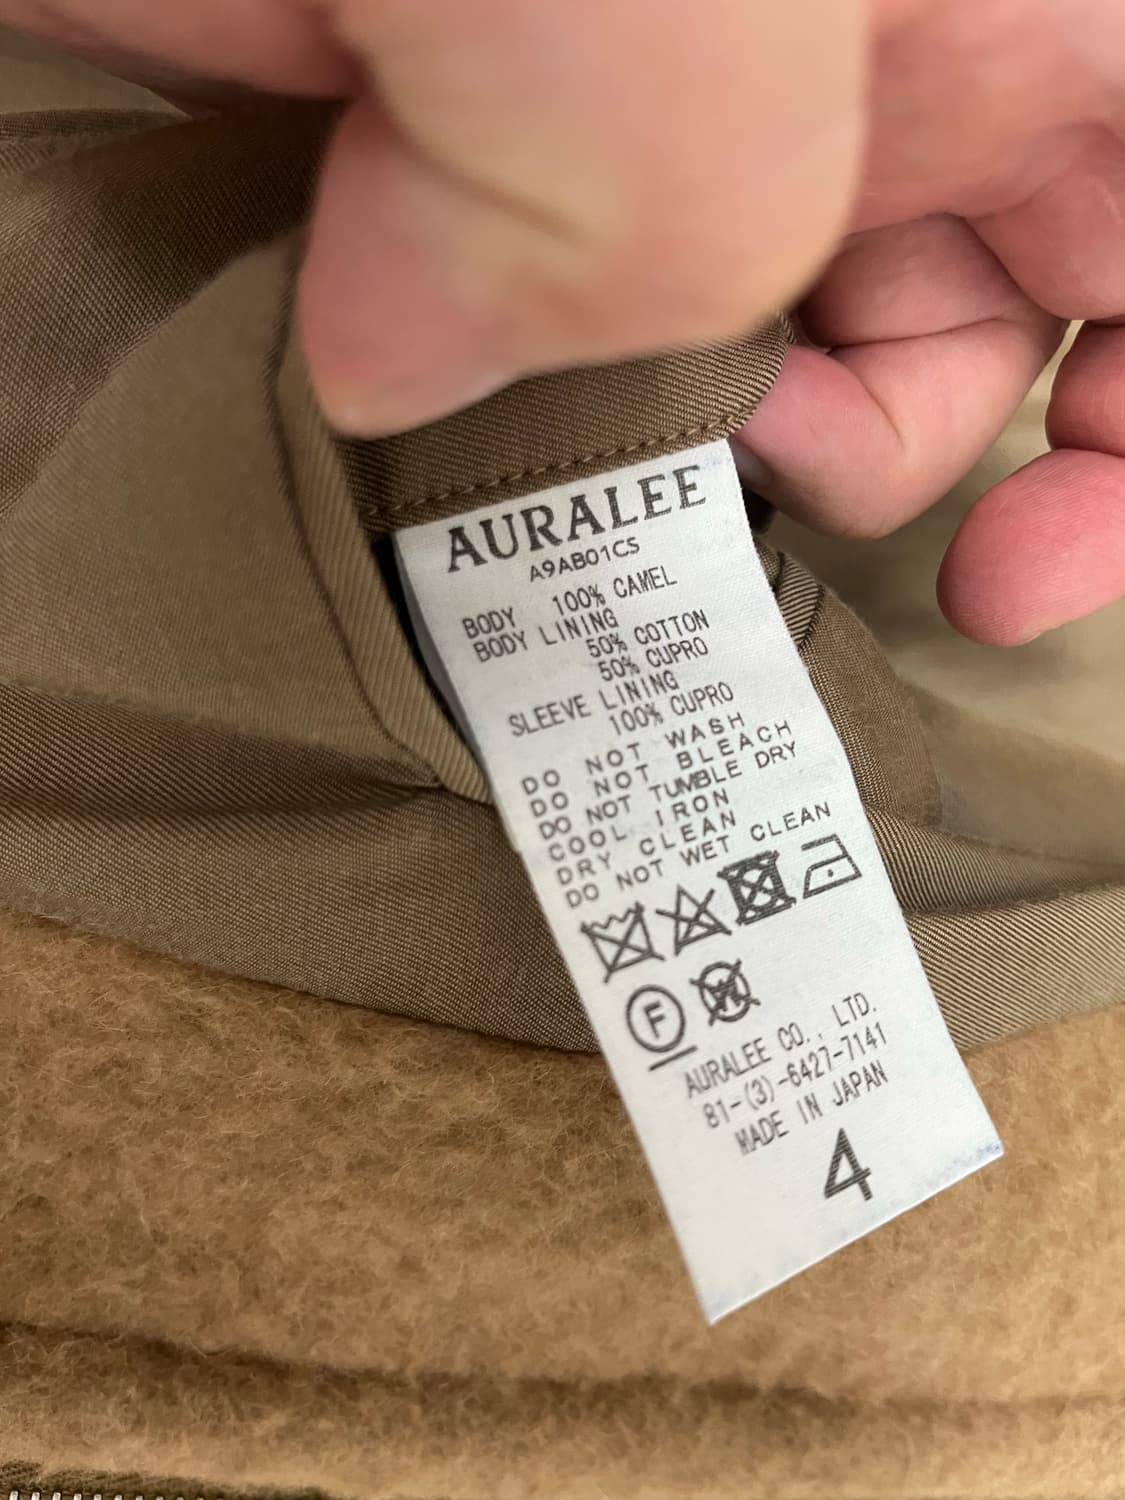 AURALEE
A9AB01CS
BODY 100% CAMEL
BODY LINING
50% COTTON
50% CUPRO
SLEEVE LINING
100% CUPRO
DO NOT WASH
DO NOT BLEACH
DO NOT TUMBLE DRY
COOL IRON
DRY CLEAN
DO NOT WET CLEAN
F W
AURALEE CO., LTD.
81-(3)-6427-7141
MADE IN JAPAN
4